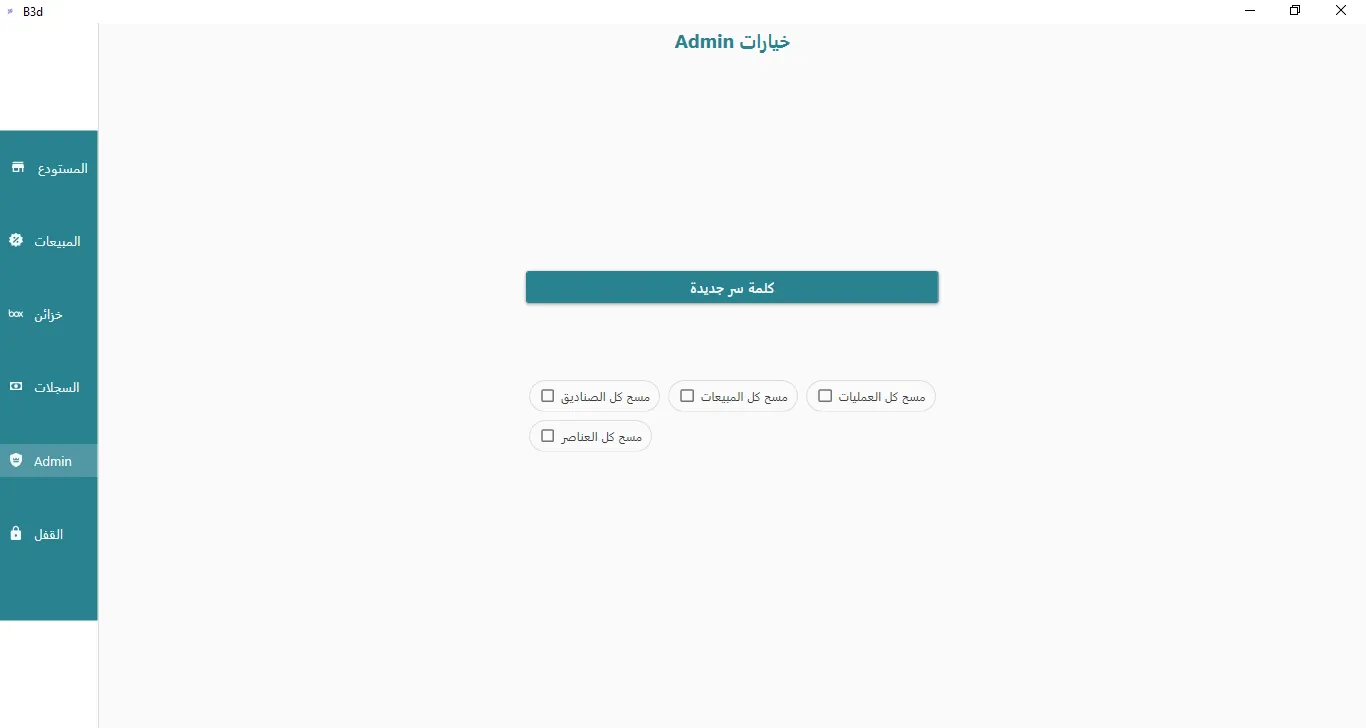 B3d
خيارات Admin
المستودع
المبيعات
box خزائن
السجلات
Admin
القفل
كلمة سر جديدة
مسح كل الصناديق
مسح كل المبيعات
مسح كل العمليات
مسح كل العناصر